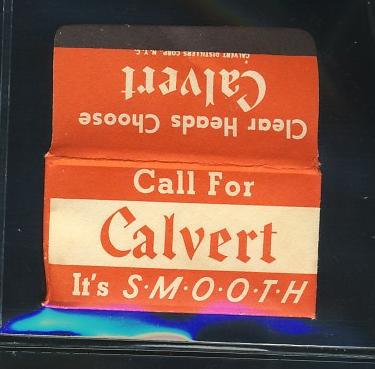 CALVERT DISTILLERS CORP., N.Y.C.
Calvert
Clear Heads Choose
Call For
Calvert
It's S·M·O·O·T·H